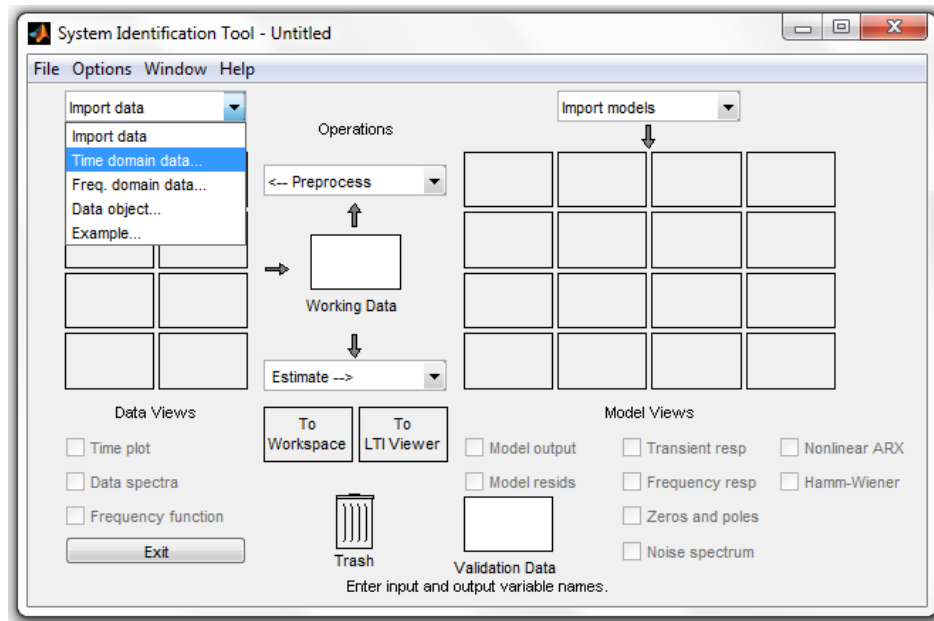 System Identification Tool - Untitled
File Options Window Help
Import data
Import data
Time domain data...
Freq. domain data...
Data object...
Example...
Operations
<-- Preprocess
Working Data
Estimate -->
To Workspace
To LTI Viewer
Import models
Data Views
Time plot
Data spectra
Frequency function
Exit
Trash
Model Views
Model output
Transient resp
Nonlinear ARX
Model resids
Frequency resp
Hamm-Wiener
Zeros and poles
Noise spectrum
Validation Data
Enter input and output variable names.